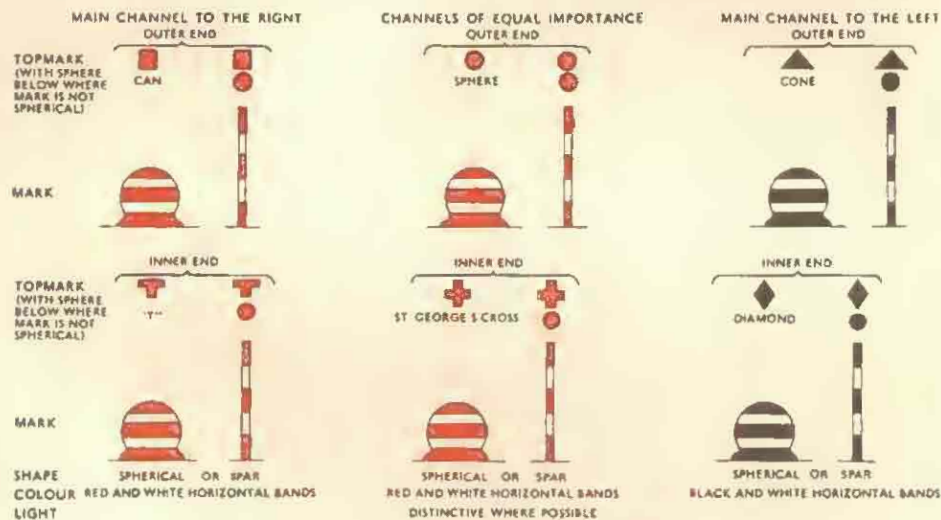 MAIN CHANNEL TO THE RIGNT
OUTER END
TOPMARK
(WITH SPHERE
BELOW WHERE
MARK IS NOT
SPHERICAL)
CAN
MARK
CHANNELS OF EQUAL IMPORTANCE
OUTER END
SPHERE
MAIN CHANNEL TO THE LEFT
OUTER END
CONE
INNER END
TOPMARK
(WITH SPHERE
BELOW WHERE
MARK IS NOT
SPHERICAL)
"T"
MARK
INNER END
ST GEORGE S CROSS
INNER END
DIAMOND
SHAPE SPHERICAL OR SPAR SPHERICAL OR SPAR SPHERICAL OR SPAR
COLOUR RED AND WHITE HORIZONTAL BANDS RED AND WHITE HORIZONTAL BANDS BLACK AND WHITE HORIZONTAL BANDS
LIGHT DISTINCTIVE WHERE POSSIBLE